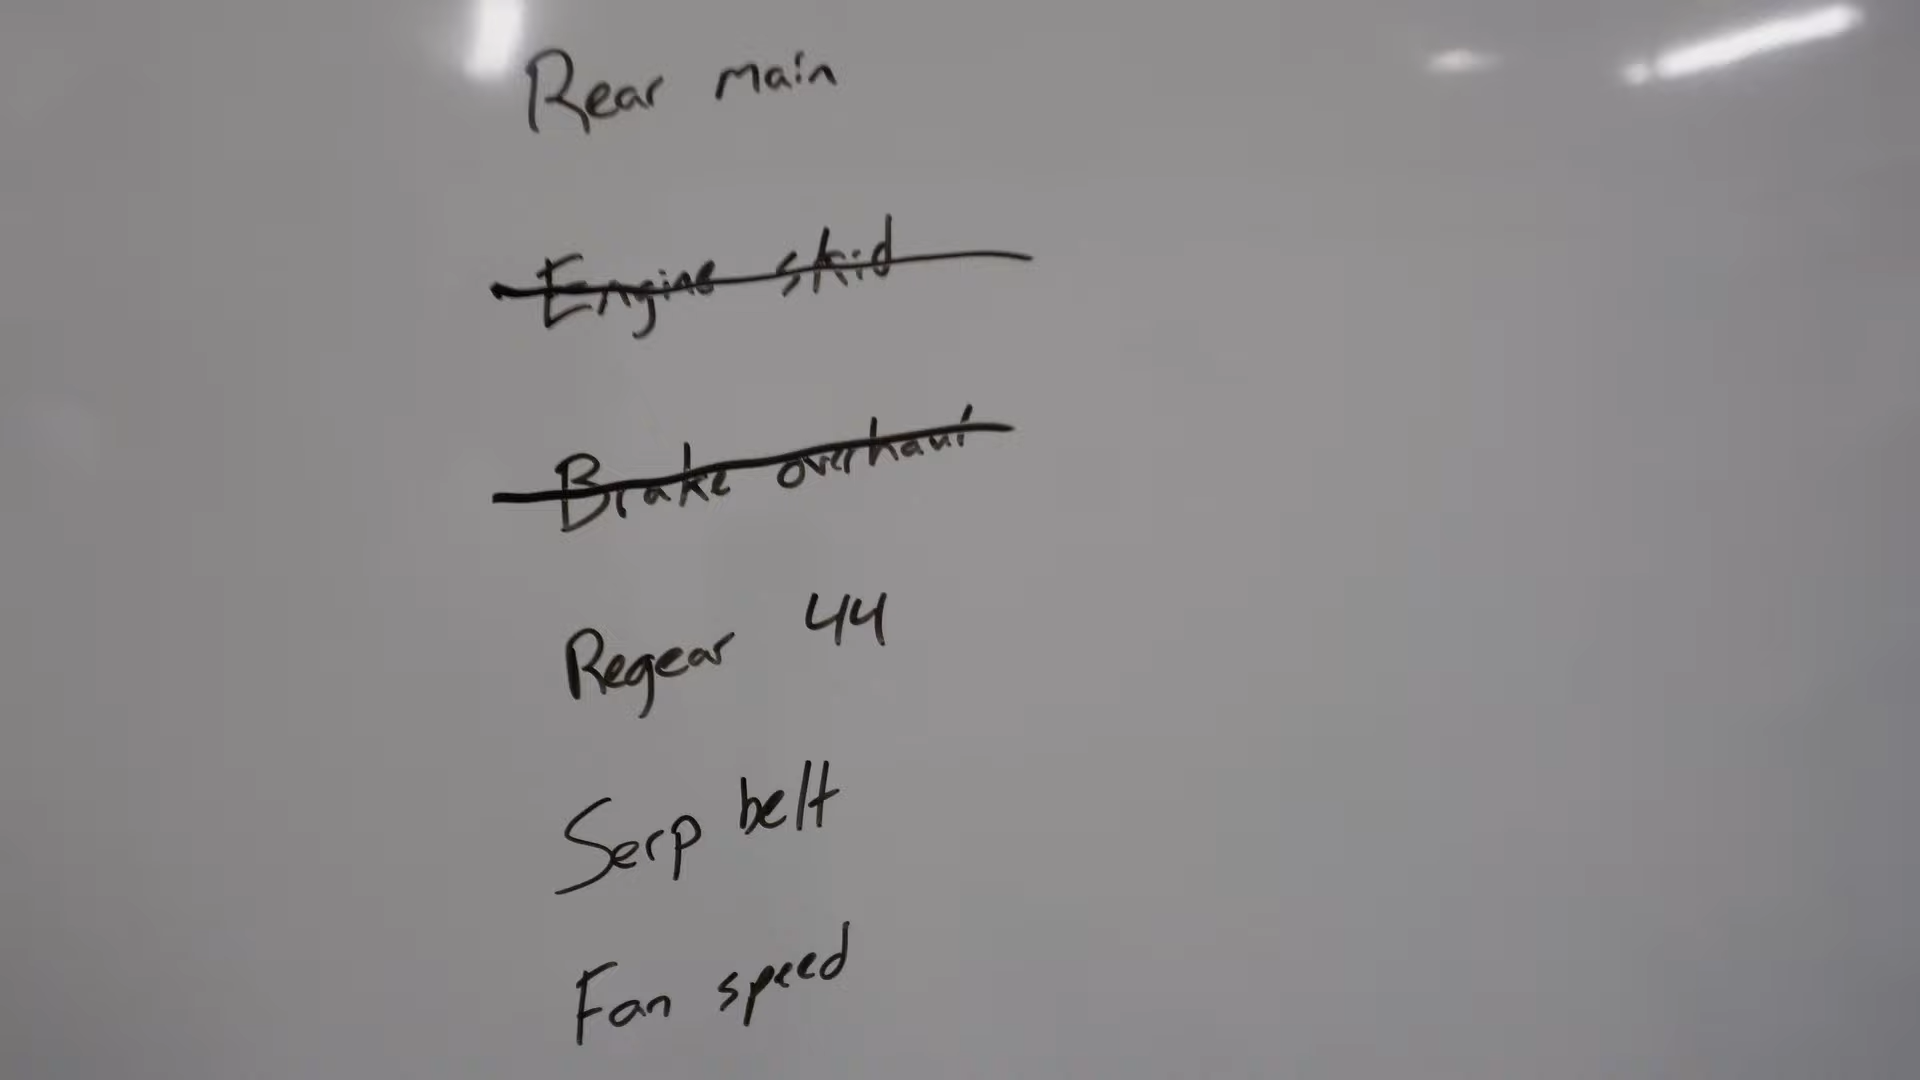 Rear main
Engine skid
Brake overhaul
Regear 44
Serp belt
Fan speed